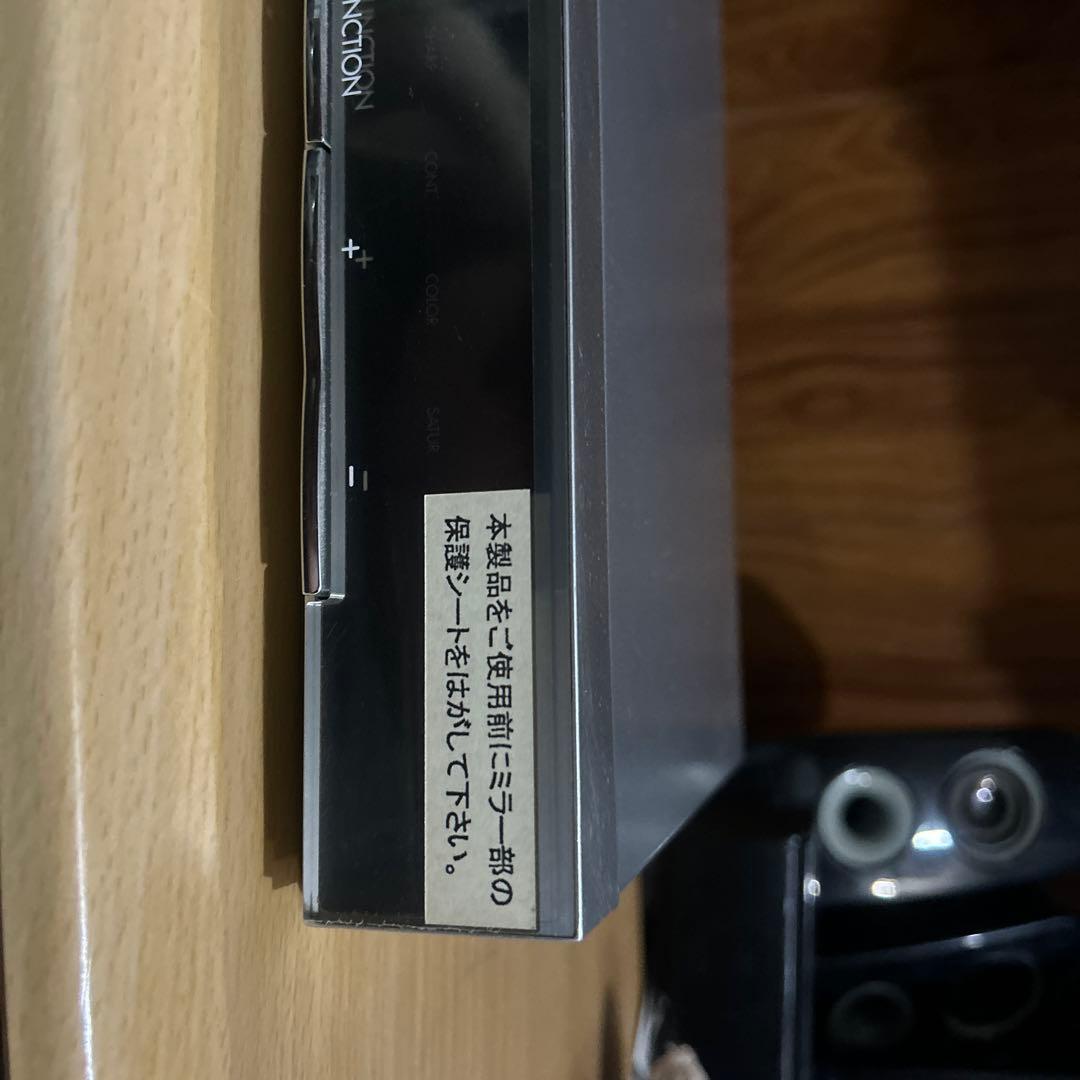 NCTION
SHARP
CONT
COLOR
SATUR
+
−
本製品をご使用前にミラー部の
保護シートをはがして下さい。